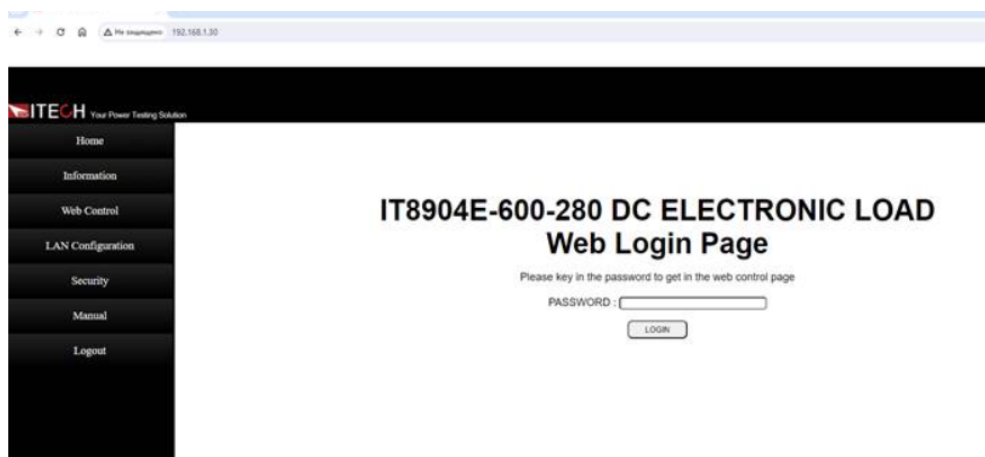 Не защищено 192.168.1.30
ITECH Your Power Testing Solution
Home
Information
Web Control
LAN Configuration
Security
Manual
Logout
IT8904E-600-280 DC ELECTRONIC LOAD
Web Login Page
Please key in the password to get in the web control page
PASSWORD :
LOGIN